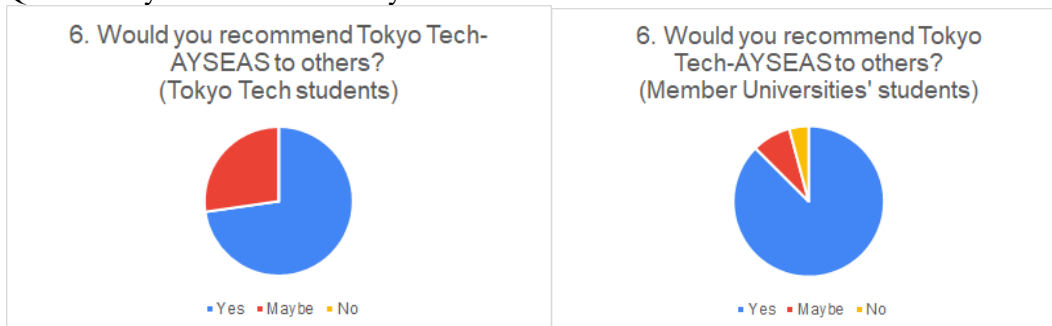 6. Would you recommend Tokyo Tech-
AYSEAS to others?
(Tokyo Tech students)
Yes Maybe No
6. Would you recommend Tokyo
Tech-AYSEAS to others?
(Member Universities' students)
Yes Maybe No